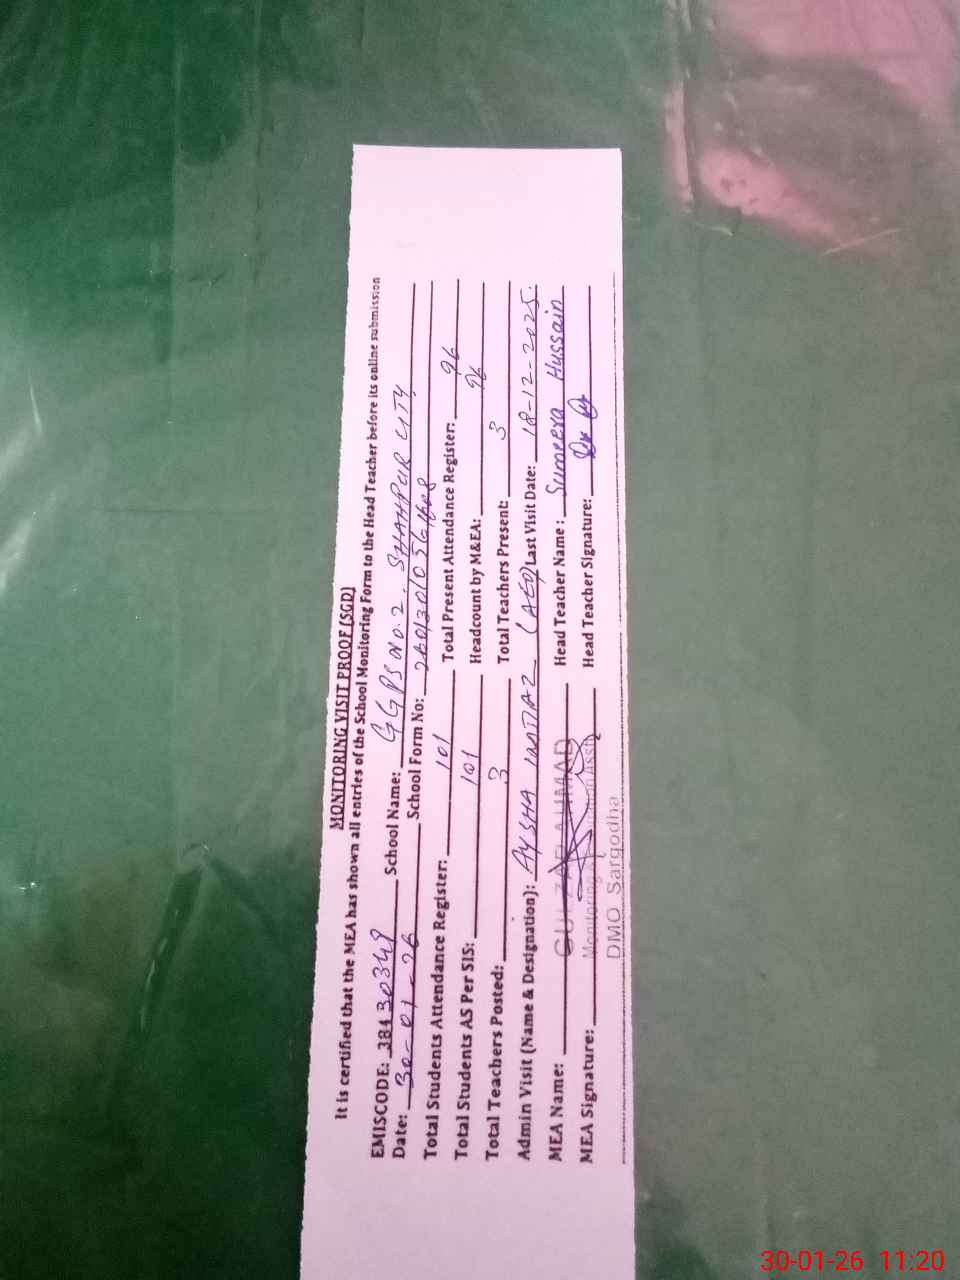 MONITORING VISIT PROOF (SGD)
It is certified that the MEA has shown all entries of the School Monitoring Form to the Head Teacher before its online submission
EMISCODE: 38430349 School Name: GGPS No.2. SHAHPUR CITY
Date: 30-01-26 School Form No:
Total Students Attendance Register: 101 Total Present Attendance Register: 96
Total Students AS Per SIS: 101 Headcount by M&EA: 96
Total Teachers Posted: 3 Total Teachers Present: 3
Admin Visit (Name & Designation): AYSHA IMTIAZ (AEO) Last Visit Date: 18-12-2025.
MEA Name: GULZAR AHMAD Head Teacher Name: Sumeera Hussain
MEA Signature: Monitoring Head Teacher Signature:
DMO Sargodha
30-01-26 11:20